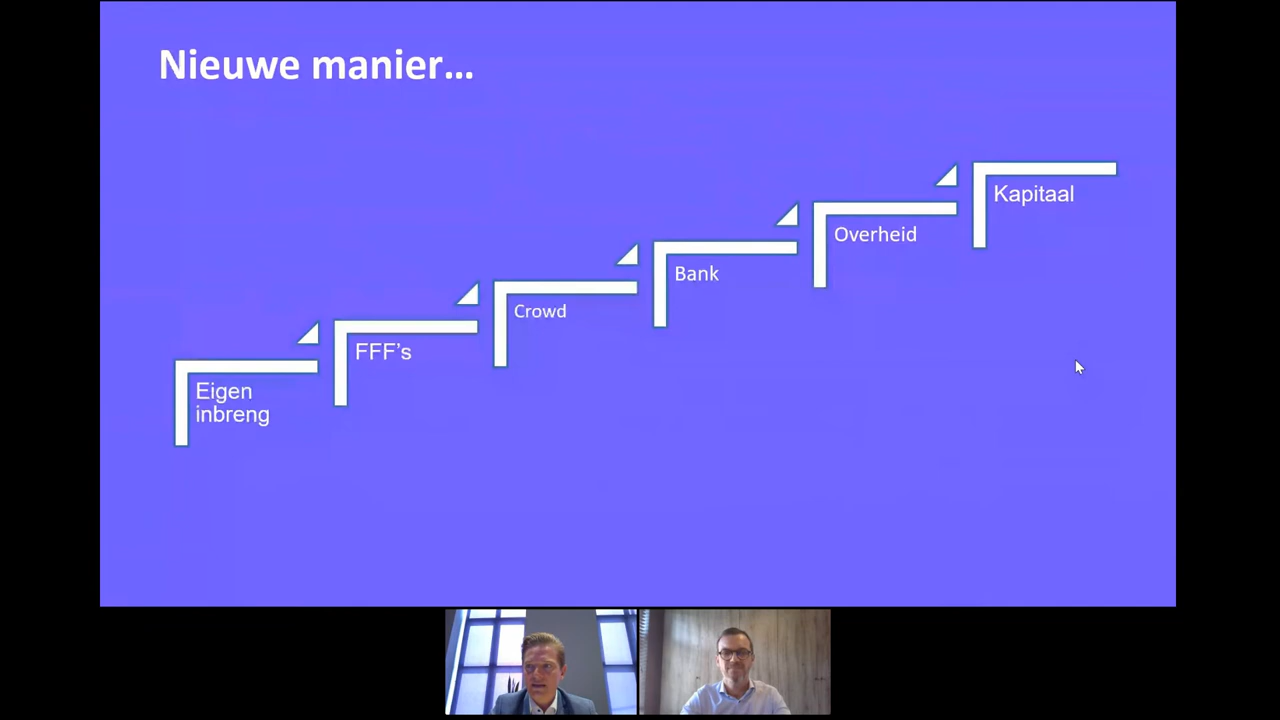 Nieuwe manier...
Eigen
inbreng
FFF's
Crowd
Bank
Overheid
Kapitaal